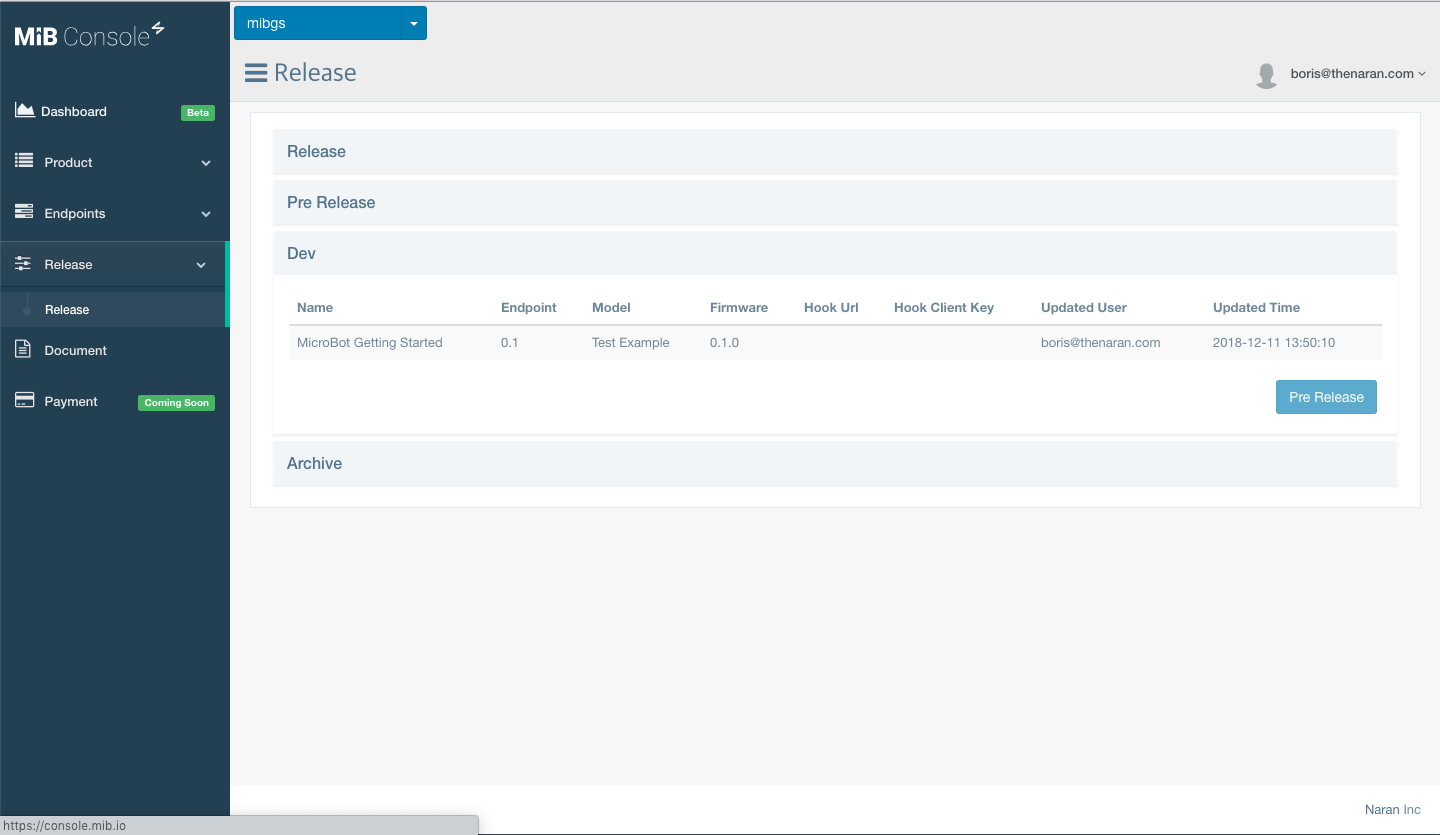 mibgs
MiB Console
Release
boris@thenaran.com
Dashboard
Beta
Product
Endpoints
Release
Release
Document
Payment
Coming Soon
Release
Pre Release
Dev
Name Endpoint Model Firmware Hook Url Hook Client Key Updated User Updated Time
MicroBot Getting Started 0.1 Test Example 0.1.0 boris@thenaran.com 2018-12-11 13:50:10
Pre Release
Archive
Naran Inc
https://console.mib.io